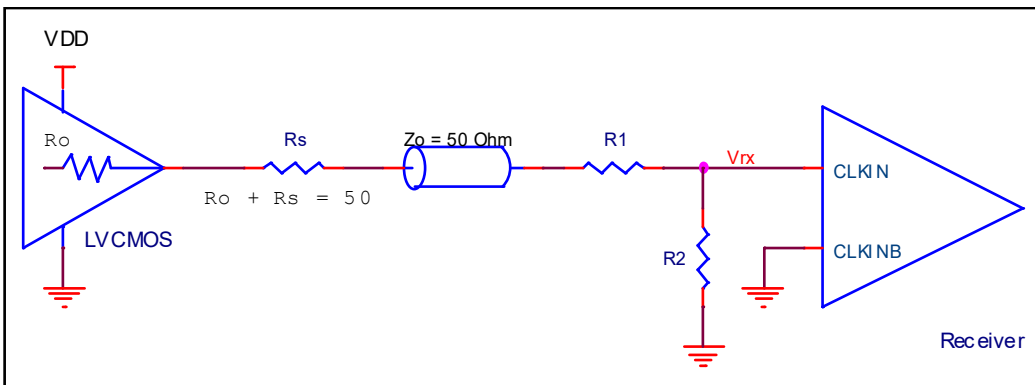 VDD
Ro
Rs
Zo = 50 Ohm
R1
Vrx
CLKIN
Ro + Rs = 50
LVCMOS
R2
CLKINB
Receiver